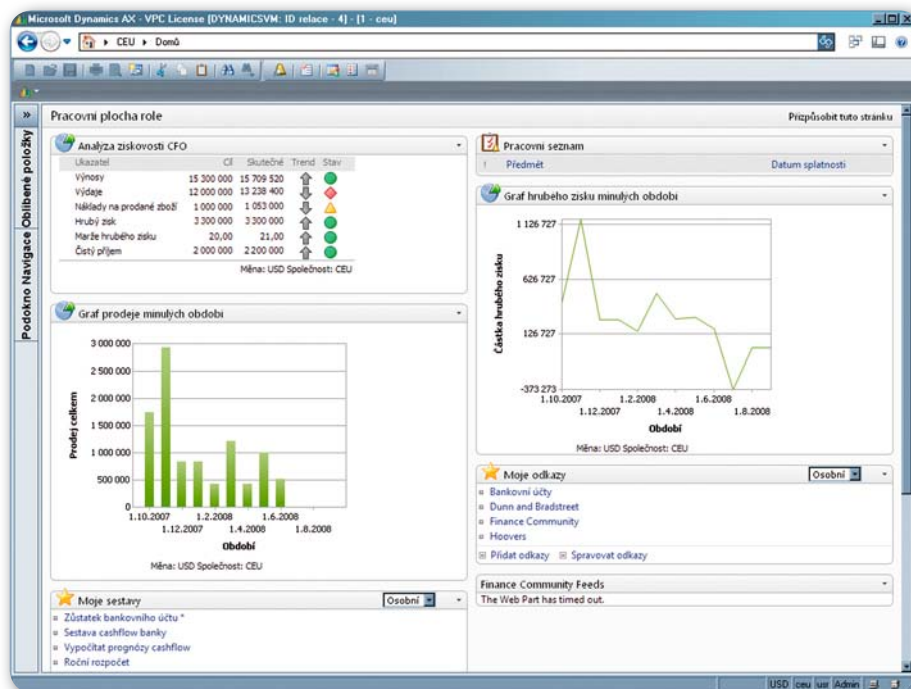 Microsoft Dynamics AX - VPC License [DYNAMICSVM: ID relace - 4] - [1 - ceu]
CEU Domů
Pracovní plocha role
Přizpůsobit tuto stránku
Podokno Navigace Oblíbené položky
Analýza ziskovosti CFO
Ukazatel Cíl Skutečné Trend Stav
Výnosy 15 300 000 15 709 520
Výdaje 12 000 000 13 238 400
Náklady na prodané zboží 1 000 000 1 053 000
Hrubý zisk 3 300 000 3 300 000
Marže hrubého zisku 20,00 21,00
Čistý příjem 2 000 000 2 200 000
Měna: USD Společnost: CEU
Graf prodeje minulých období
Prodej celkem
3 000 000
2 500 000
2 000 000
1 500 000
1 000 000
500 000
0
1.10.2007 1.2.2008 1.6.2008
1.12.2007 1.4.2008 1.8.2008
Období
Měna: USD Společnost: CEU
Moje sestavy Osobní
Zůstatek bankovního účtu *
Sestava cashflow banky
Vypočítat prognózy cashflow
Roční rozpočet
Pracovní seznam
! Předmět Datum splatnosti
Graf hrubého zisku minulých období
Částka hrubého zisku
1 126 727
626 727
126 727
-373 273
1.10.2007 1.2.2008 1.6.2008
1.12.2007 1.4.2008 1.8.2008
Období
Měna: USD Společnost: CEU
Moje odkazy Osobní
Bankovní účty
Dunn and Bradstreet
Finance Community
Hoovers
Přidat odkazy Spravovat odkazy
Finance Community Feeds
The Web Part has timed out.
USD ceu usr Admin